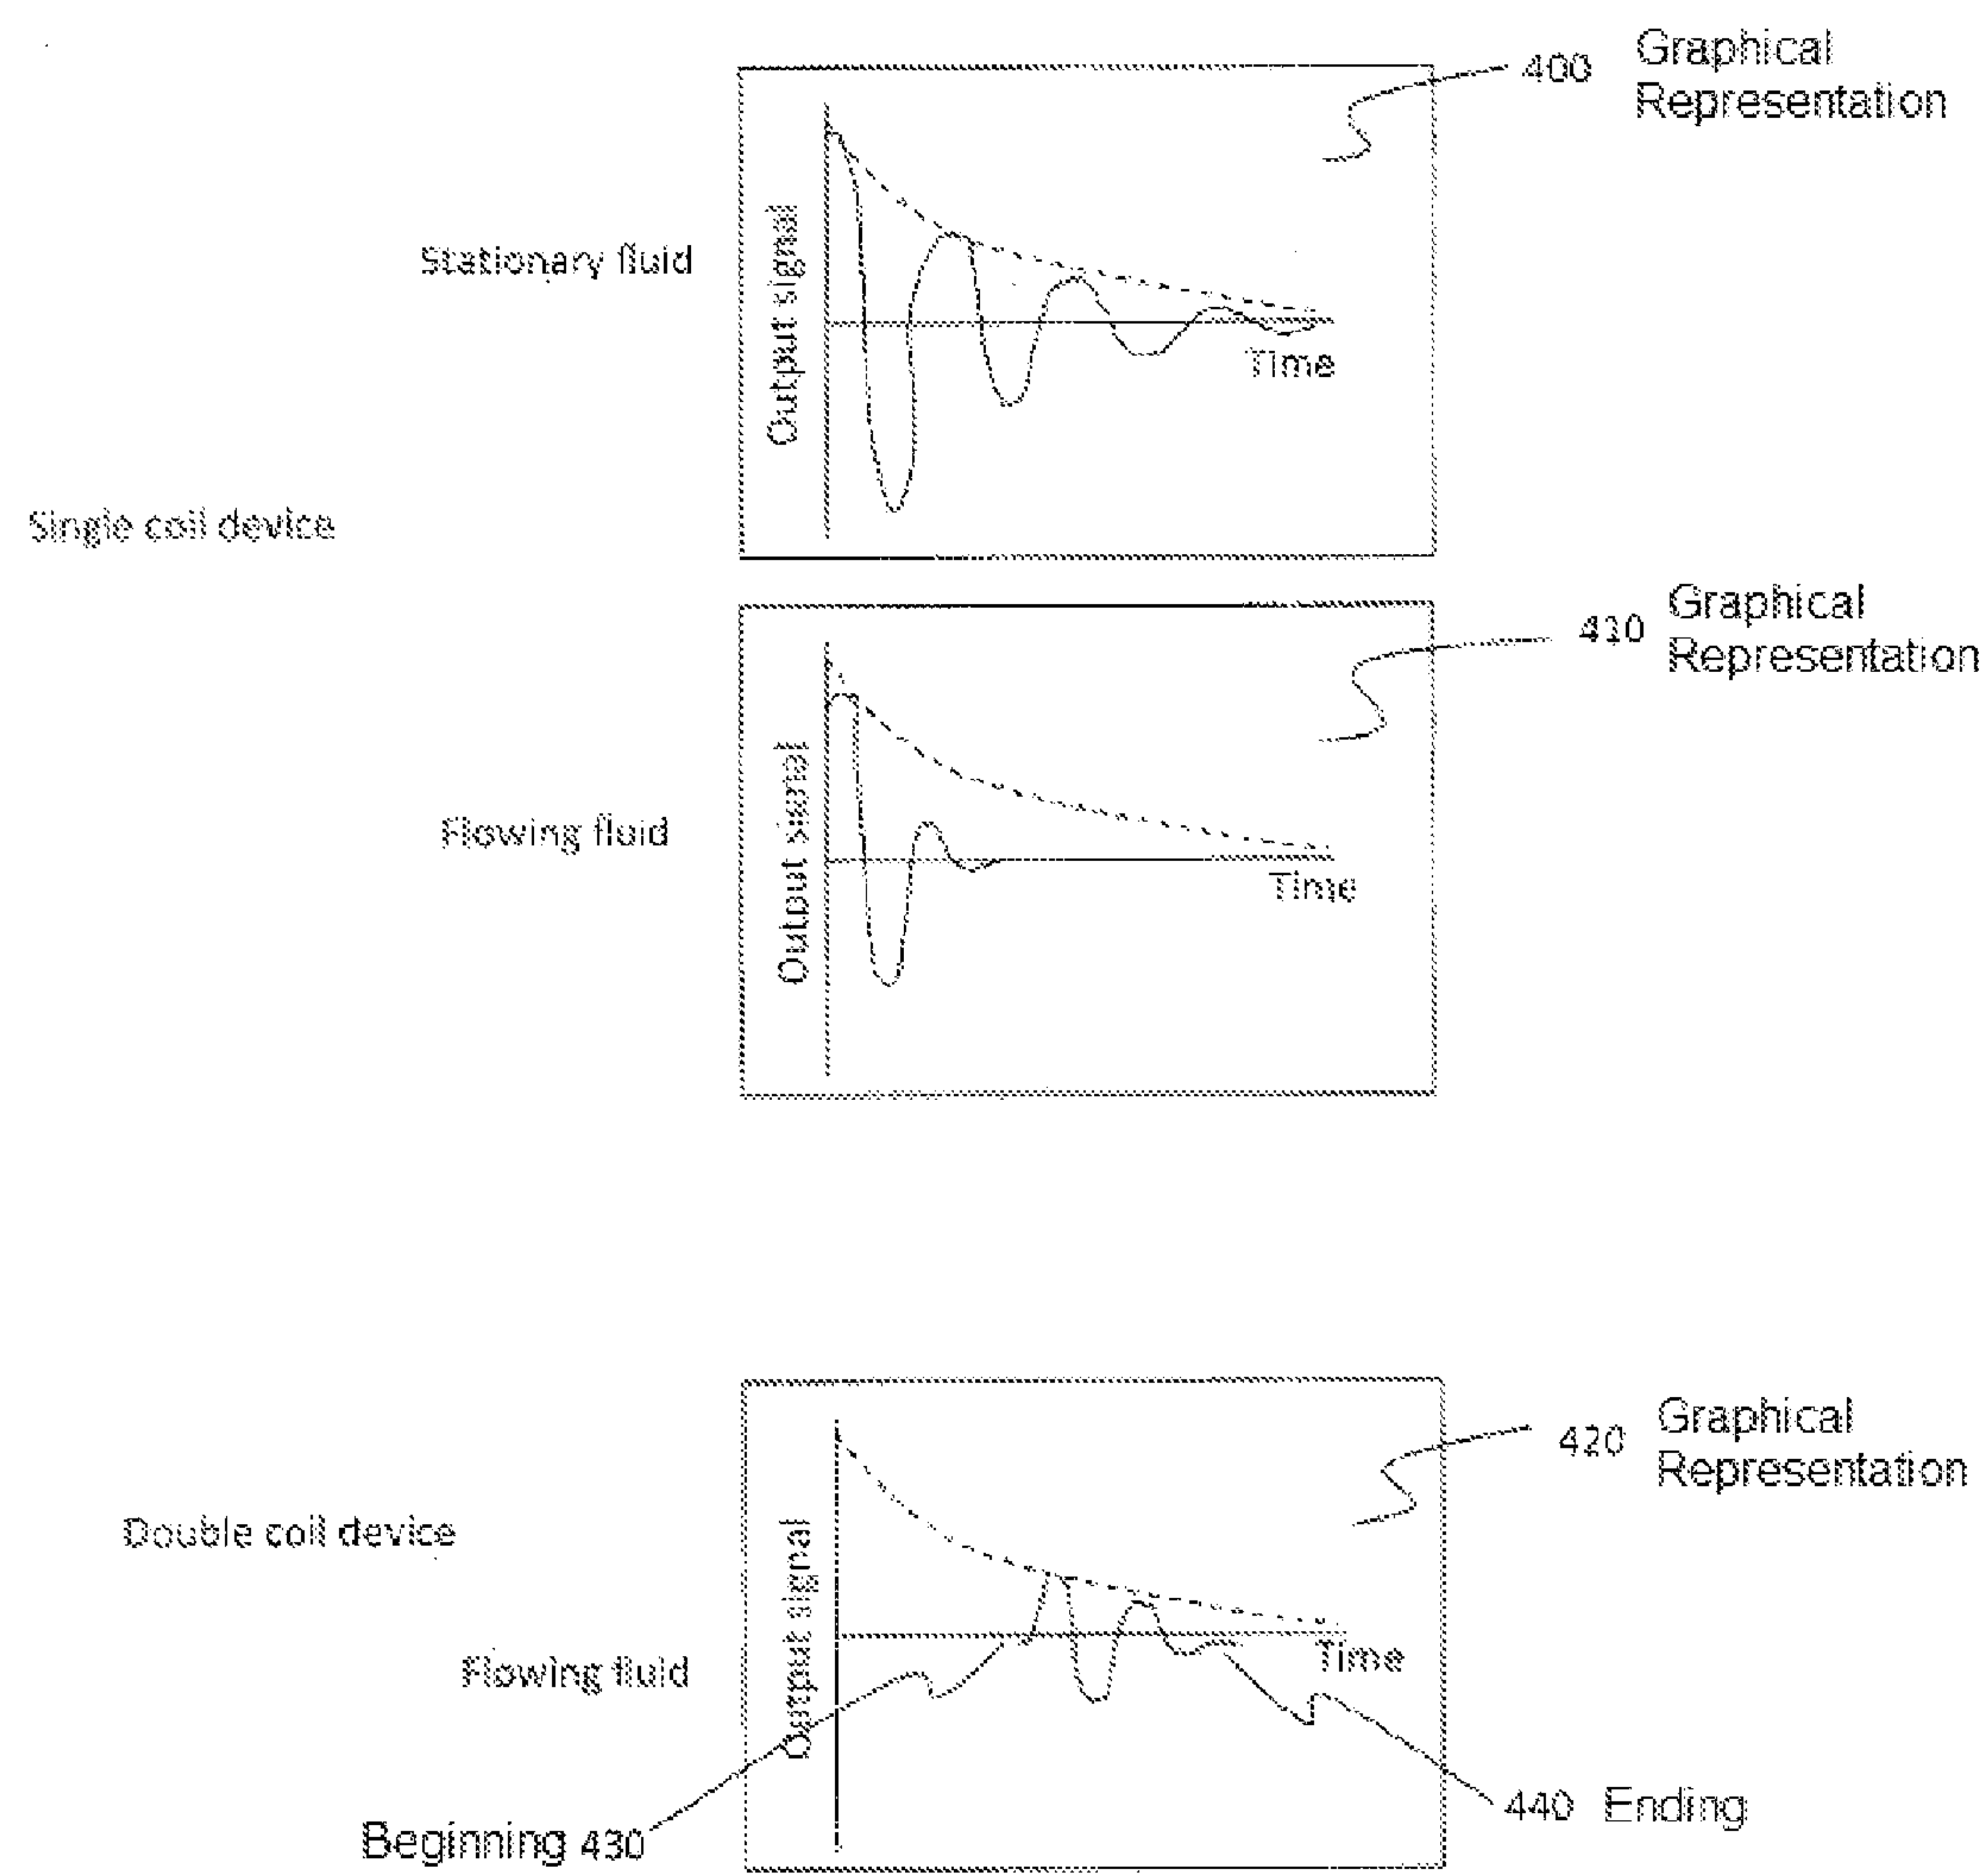 400 Graphical
Representation
Stationary fluid
Output signal
Time
Single coil device
410 Graphical
Representation
Flowing fluid
Output signal
Time
420 Graphical
Representation
Double coil device
Output signal
Time
Flowing fluid
Beginning 430
440 Ending